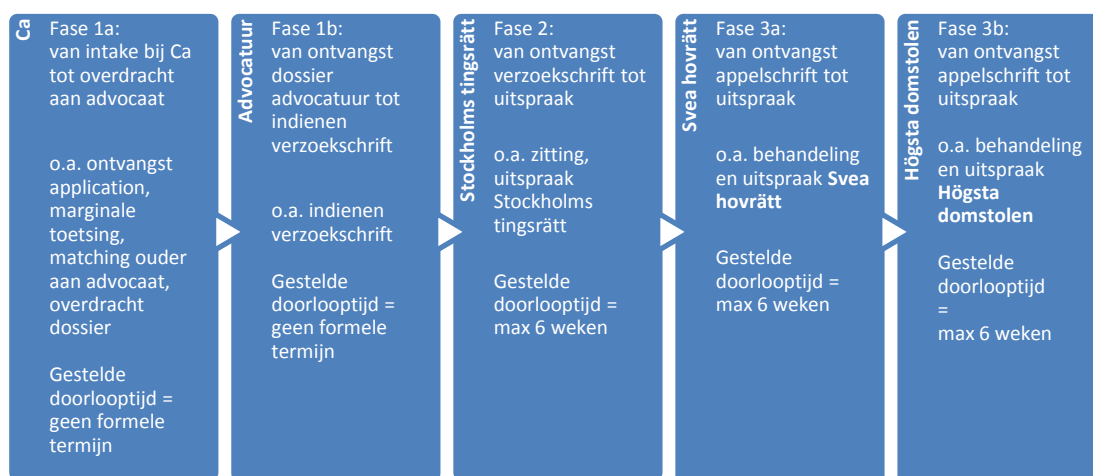 Ca
Fase 1a:
van intake bij Ca
tot overdracht
aan advocaat
o.a. ontvangst
application,
marginale
toetsing,
matching ouder
aan advocaat,
overdracht
dossier
Gestelde
doorlooptijd =
geen formele
termijn
Advocatuur
Fase 1b:
van ontvangst
dossier
advocatuur tot
indienen
verzoekschrift
o.a. indienen
verzoekschrift
Gestelde
doorlooptijd =
geen formele
termijn
Stockholms tingsrätt
Fase 2:
van ontvangst
verzoekschrift tot
uitspraak
o.a. zitting,
uitspraak
Stockholms
tingsrätt
Gestelde
doorlooptijd =
max 6 weken
Svea hovrätt
Fase 3a:
van ontvangst
appelschrift tot
uitspraak
o.a. behandeling
en uitspraak Svea
hovrätt
Gestelde
doorlooptijd =
max 6 weken
Högsta domstolen
Fase 3b:
van ontvangst
appelschrift tot
uitspraak
o.a. behandeling
en uitspraak
Högsta
domstolen
Gestelde
doorlooptijd
=
max 6 weken